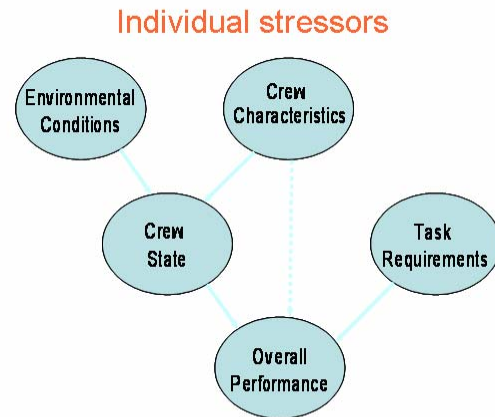 Individual stressors
Environmental
Conditions
Crew
Characteristics
Crew
State
Task
Requirements
Overall
Performance